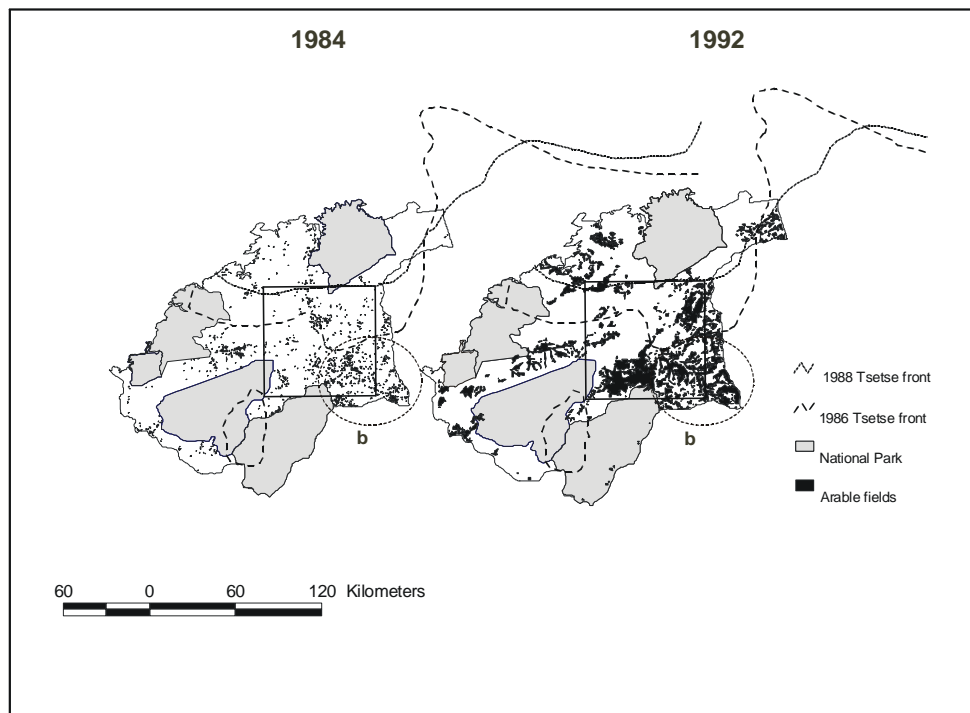 1984 1992
b b
1988 Tsetse front
1986 Tsetse front
National Park
Arable fields
60 0 60 120 Kilometers